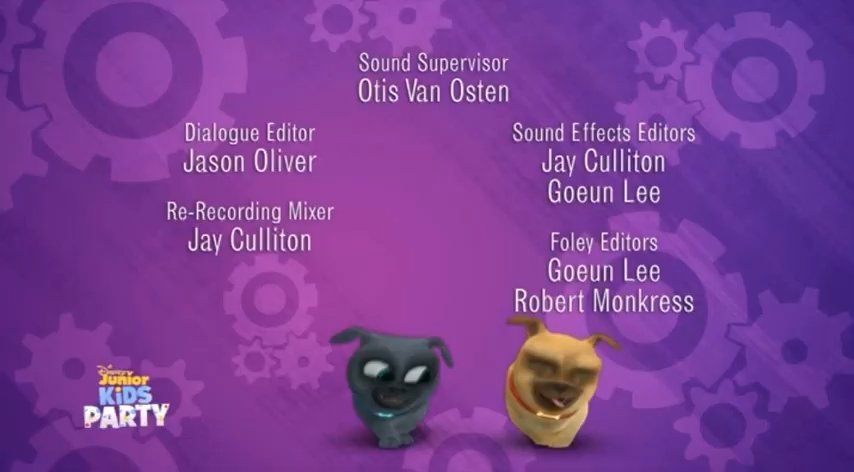 Sound Supervisor
Otis Van Osten
Dialogue Editor
Jason Oliver
Re-Recording Mixer
Jay Culliton
Sound Effects Editors
Jay Culliton
Goeun Lee
Foley Editors
Goeun Lee
Robert Monkress
Disney
Junior
KiDS
PARTY